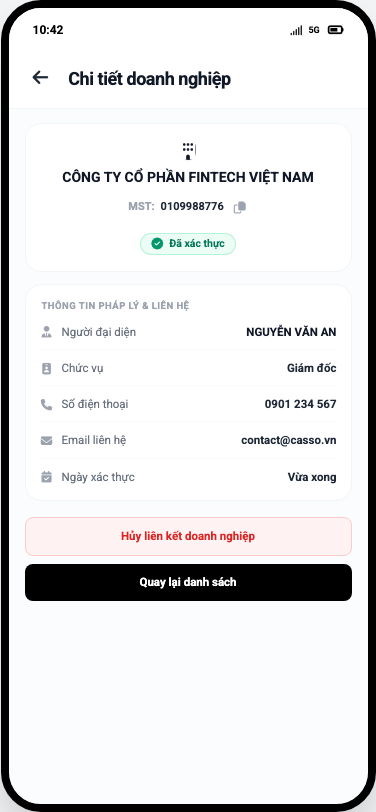 10:42
5G
Chi tiết doanh nghiệp
CÔNG TY CỔ PHẦN FINTECH VIỆT NAM
MST: 0109988776
Đã xác thực
THÔNG TIN PHÁP LÝ & LIÊN HỆ
Người đại diện NGUYỄN VĂN AN
Chức vụ Giám đốc
Số điện thoại 0901 234 567
Email liên hệ contact@casso.vn
Ngày xác thực Vừa xong
Hủy liên kết doanh nghiệp
Quay lại danh sách